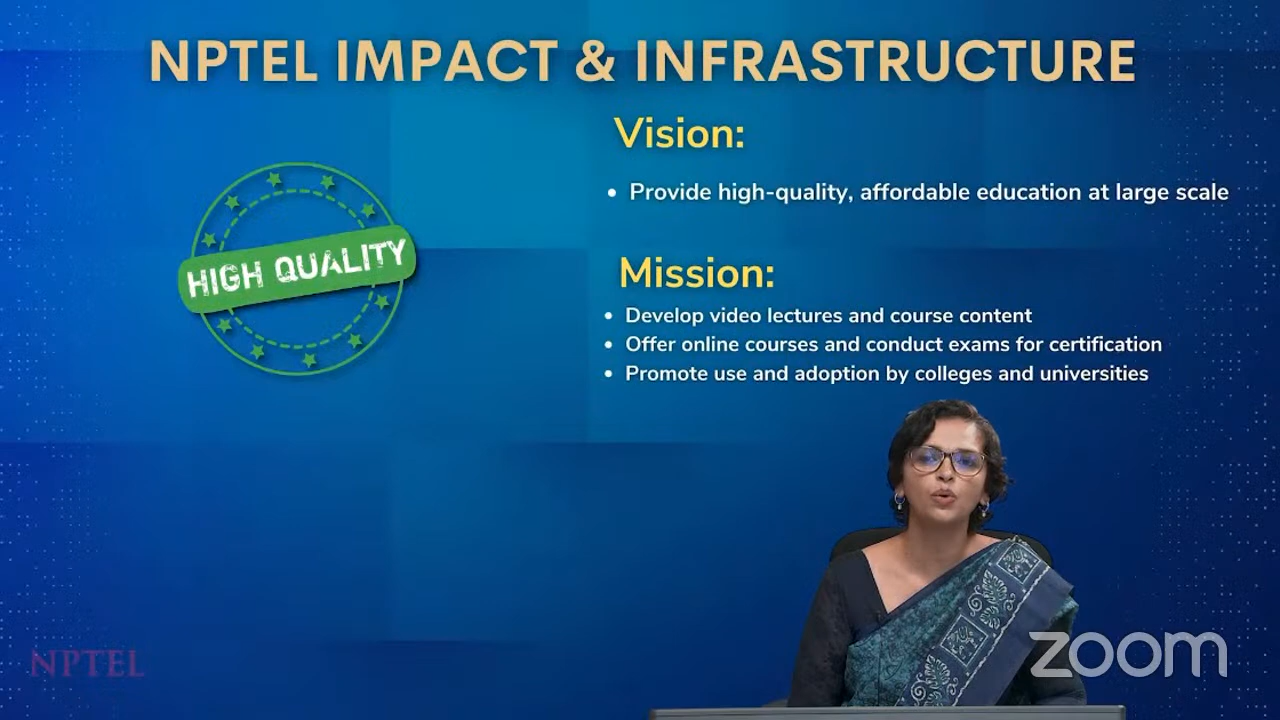 NPTEL IMPACT & INFRASTRUCTURE
Vision:
• Provide high-quality, affordable education at large scale
HIGH QUALITY
Mission:
• Develop video lectures and course content
• Offer online courses and conduct exams for certification
• Promote use and adoption by colleges and universities
NPTEL
zoom